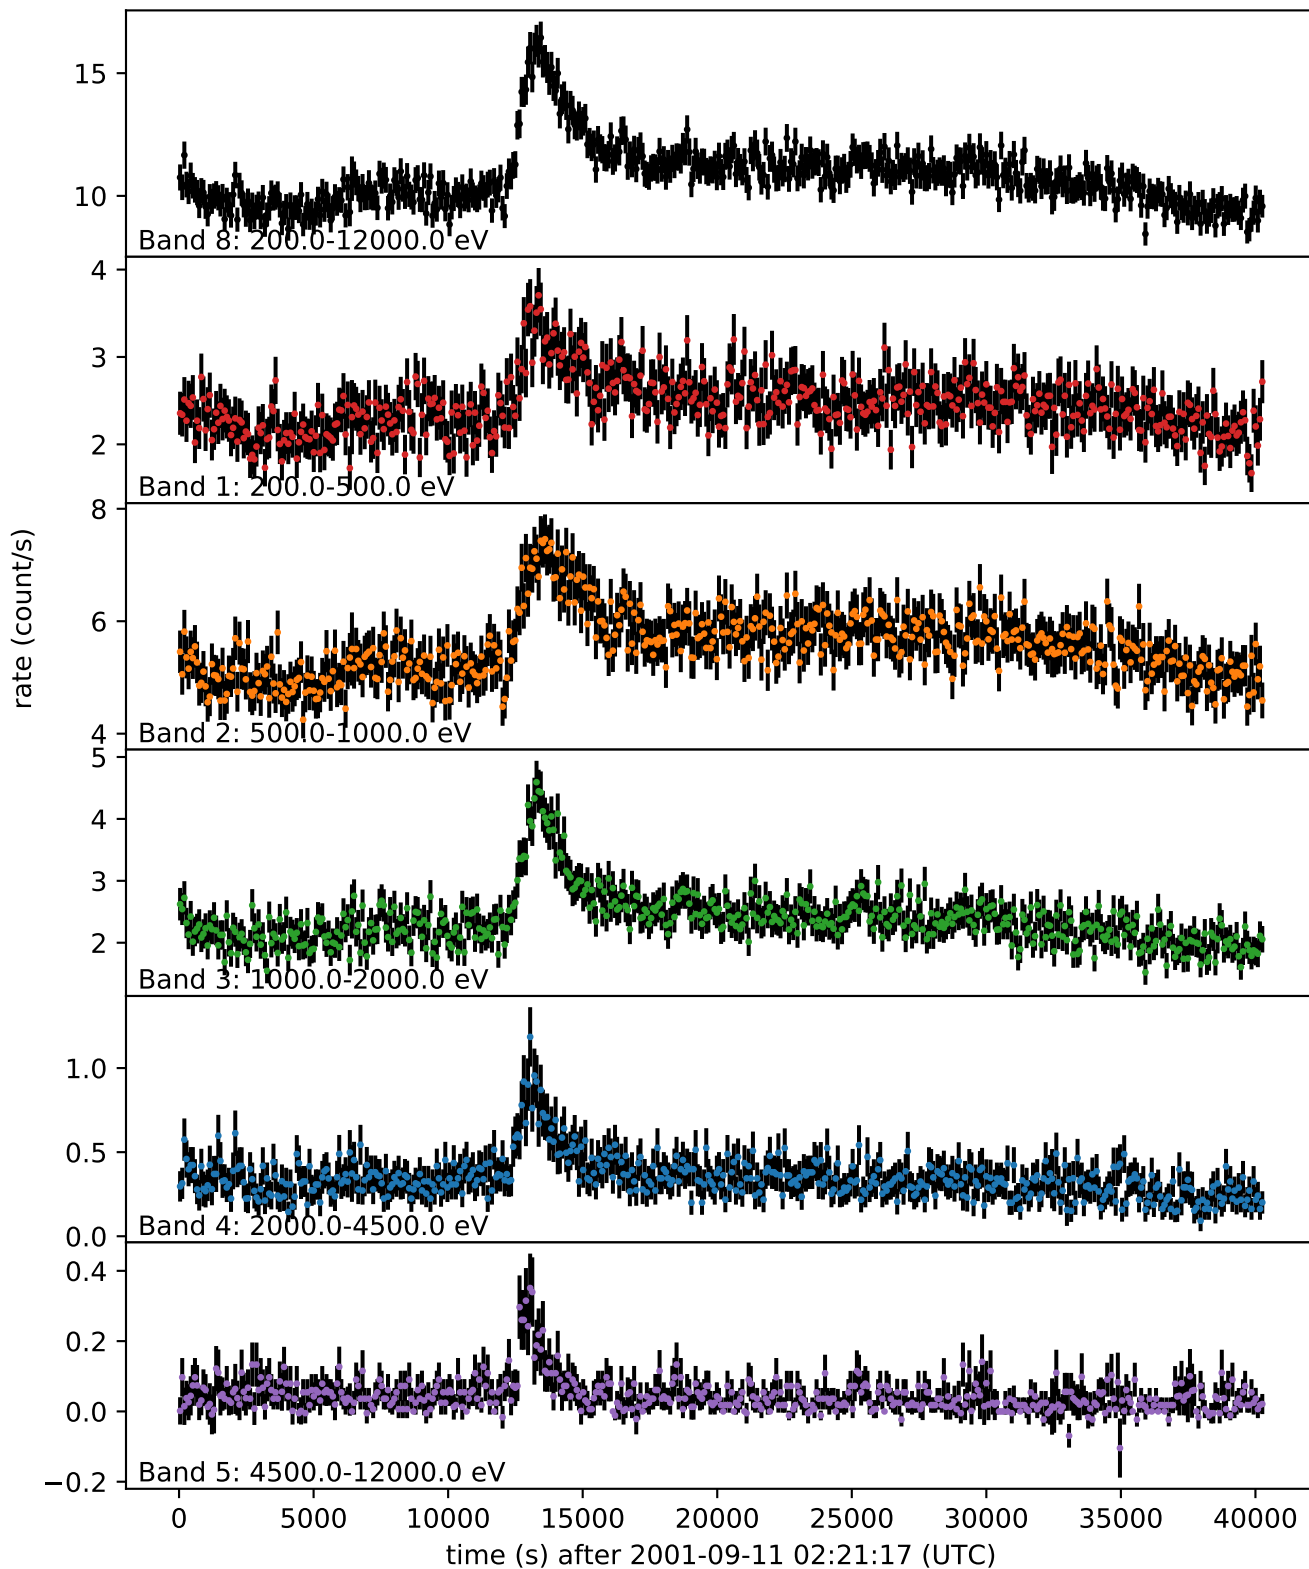 15
10
Band 8: 200.0-12000.0 eV
4
3
2
Band 1: 200.0-500.0 eV
8
6
4
Band 2: 500.0-1000.0 eV
rate (count/s)
5
4
3
2
Band 3: 1000.0-2000.0 eV
1.0
0.5
0.0
Band 4: 2000.0-4500.0 eV
0.4
0.2
0.0
−0.2
Band 5: 4500.0-12000.0 eV
0 5000 10000 15000 20000 25000 30000 35000 40000
time (s) after 2001-09-11 02:21:17 (UTC)